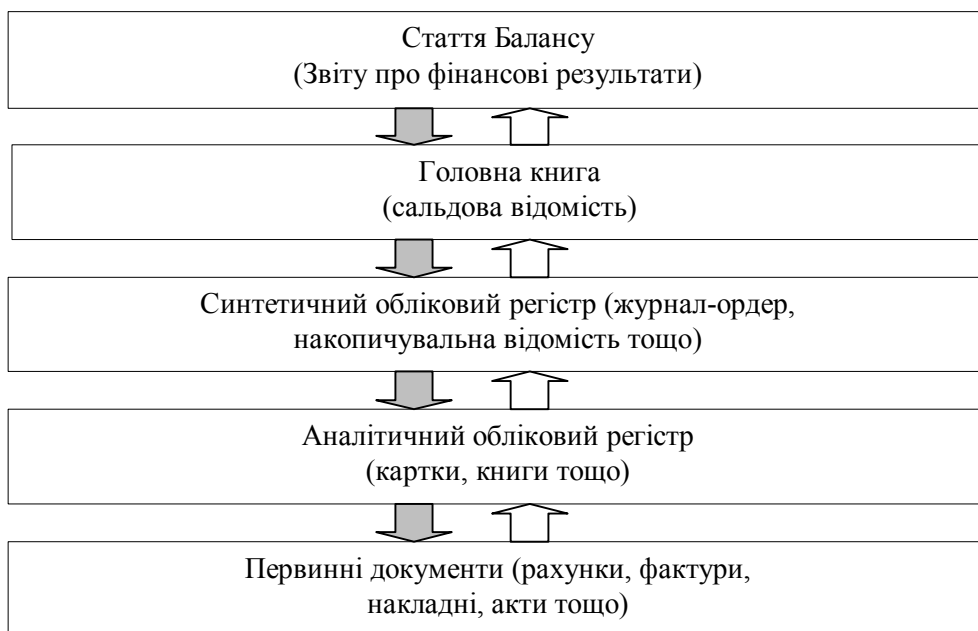 Стаття Балансу
(Звіту про фінансові результати)
Головна книга
(сальдова відомість)
Синтетичний обліковий регістр (журнал-ордер,
накопичувальна відомість тощо)
Аналітичний обліковий регістр
(картки, книги тощо)
Первинні документи (рахунки, фактури,
накладні, акти тощо)